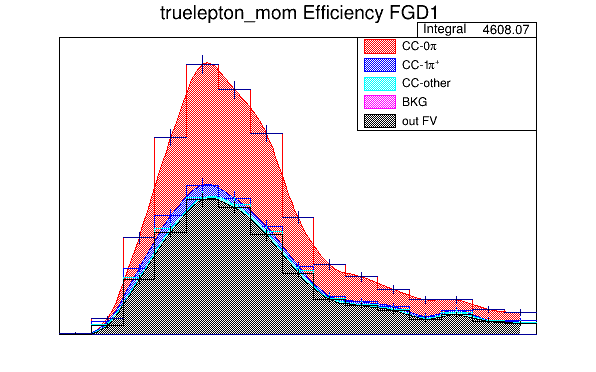 truelepton_mom Efficiency FGD1
Integral 4608.07
CC-0π
CC-1π⁺
CC-other
BKG
out FV